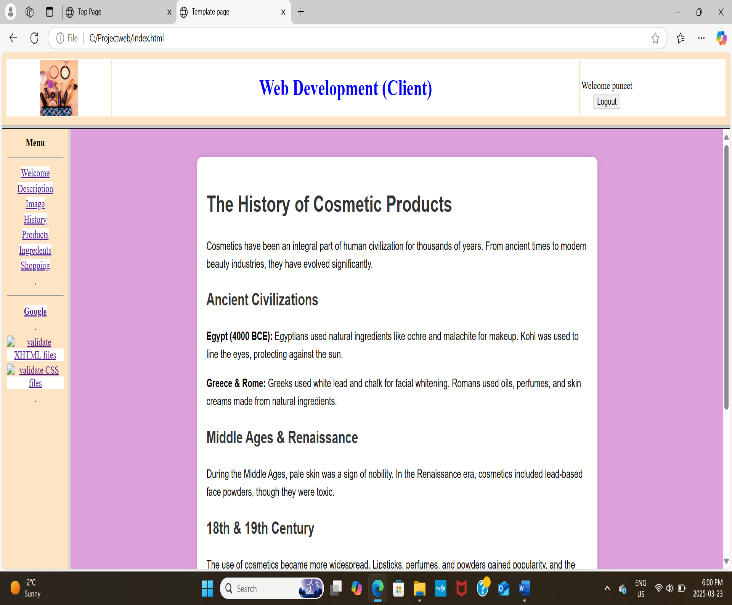 Top Page
Template page
File
C:/Projectweb/index.html
Web Development (Client)
Welcome puneet
Logout
Menu
Welcome
Description
Image
History
Products
Ingredents
Shopping
.
Google
.
validate
XHTML files
validate CSS
files
.
The History of Cosmetic Products
Cosmetics have been an integral part of human civilization for thousands of years. From ancient times to modern
beauty industries, they have evolved significantly.
Ancient Civilizations
Egypt (4000 BCE): Egyptians used natural ingredients like ochre and malachite for makeup. Kohl was used to
line the eyes, protecting against the sun.
Greece & Rome: Greeks used white lead and chalk for facial whitening. Romans used oils, perfumes, and skin
creams made from natural ingredients.
Middle Ages & Renaissance
During the Middle Ages, pale skin was a sign of nobility. In the Renaissance era, cosmetics included lead-based
face powders, though they were toxic.
18th & 19th Century
The use of cosmetics became more widespread. Lipsticks, perfumes, and powders gained popularity, and the
2°C
Sunny
Search
ENG
US
6:00 PM
2025-03-23